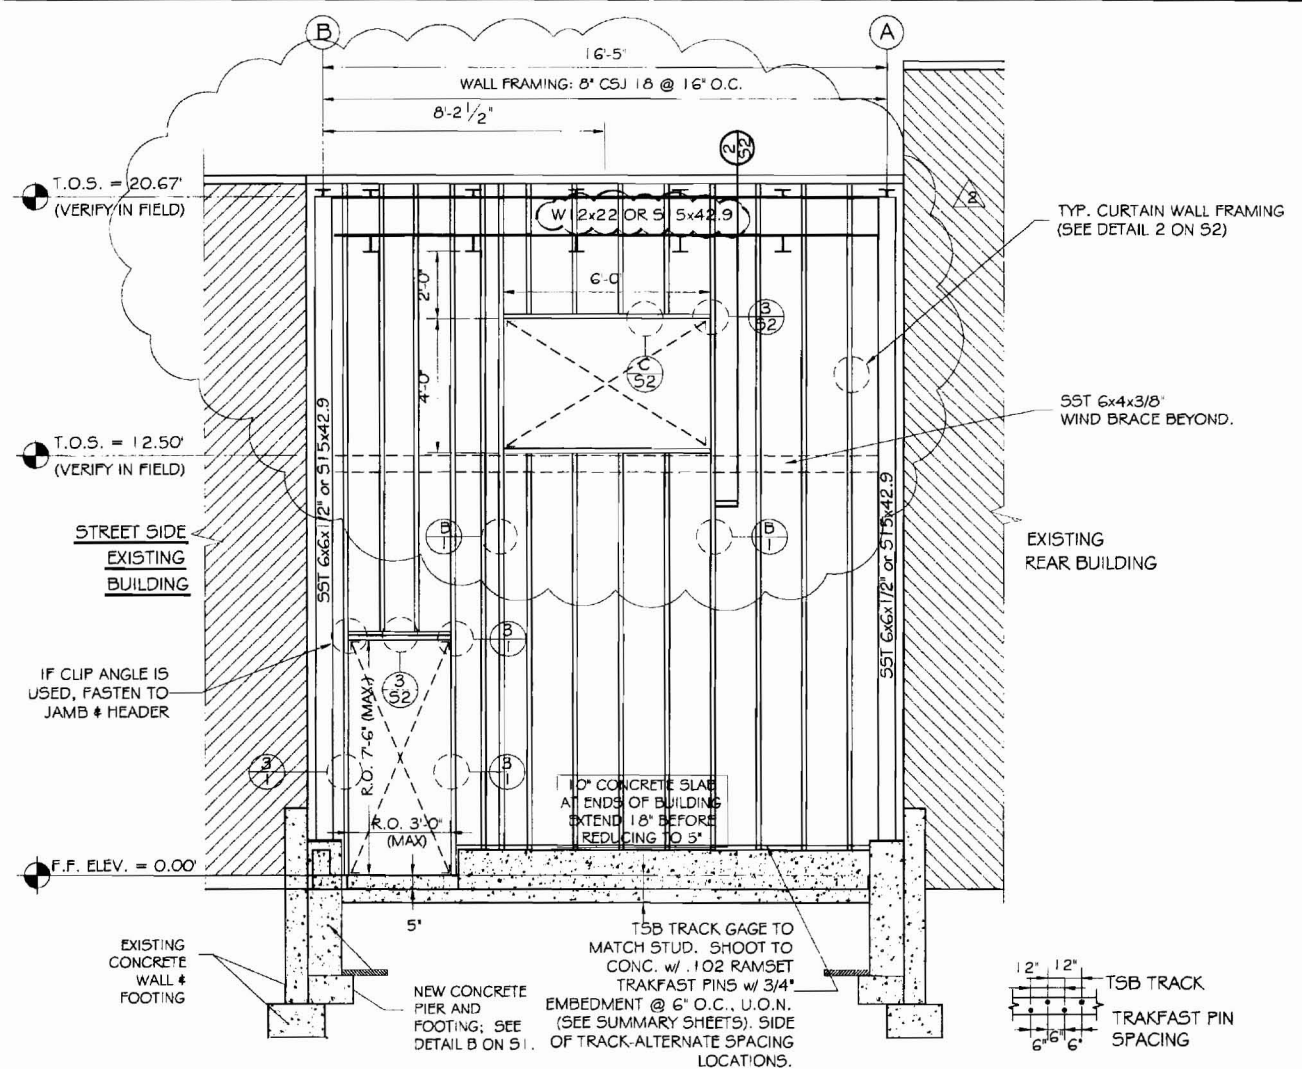 B
A
16'-5"
WALL FRAMING: 8" CSJ 18 @ 16" O.C.
8'-2 1/2"
2
S2
T.O.S. = 20.67'
(VERIFY IN FIELD)
W12x22 OR S15x42.9
2
TYP. CURTAIN WALL FRAMING
(SEE DETAIL 2 ON S2)
2'-0"
6'-0"
3
S2
C
S2
4'-0"
SST 6x4x3/8"
WIND BRACE BEYOND.
T.O.S. = 12.50'
(VERIFY IN FIELD)
SST 6x6x1/2" or S15x42.9
SST 6x6x1/2" or S15x42.9
STREET SIDE
EXISTING
BUILDING
B
1
B
1
EXISTING
REAR BUILDING
3
1
IF CLIP ANGLE IS
USED, FASTEN TO
JAMB & HEADER
3
S2
R.O. 7'-6" (MAX.)
3
1
3
1
10" CONCRETE SLAB
AT ENDS OF BUILDING
EXTEND 18" BEFORE
REDUCING TO 5"
R.O. 3'-0"
(MAX)
F.F. ELEV. = 0.00'
5"
EXISTING
CONCRETE
WALL &
FOOTING
NEW CONCRETE
PIER AND
FOOTING; SEE
DETAIL B ON S1.
TSB TRACK GAGE TO
MATCH STUD. SHOOT TO
CONC. w/ .102 RAMSET
TRAKFAST PINS w/ 3/4"
EMBEDMENT @ 6" O.C., U.O.N.
(SEE SUMMARY SHEETS). SIDE
OF TRACK-ALTERNATE SPACING
LOCATIONS.
12" 12"
TSB TRACK
TRAKFAST PIN
SPACING
6" 6" 6"